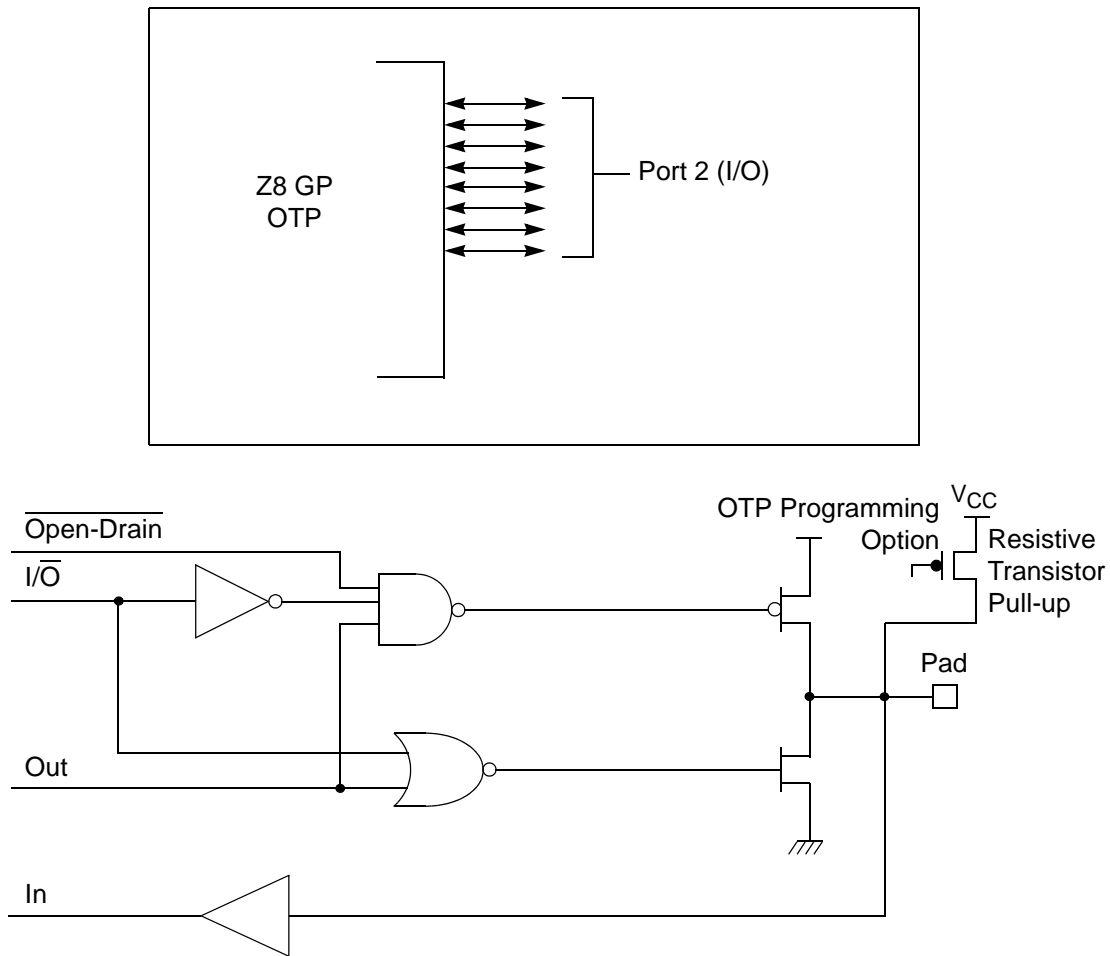 Z8 GP
OTP
Port 2 (I/O)
Open-Drain
I/O
Out
In
OTP Programming
Option
VCC
Resistive
Transistor
Pull-up
Pad